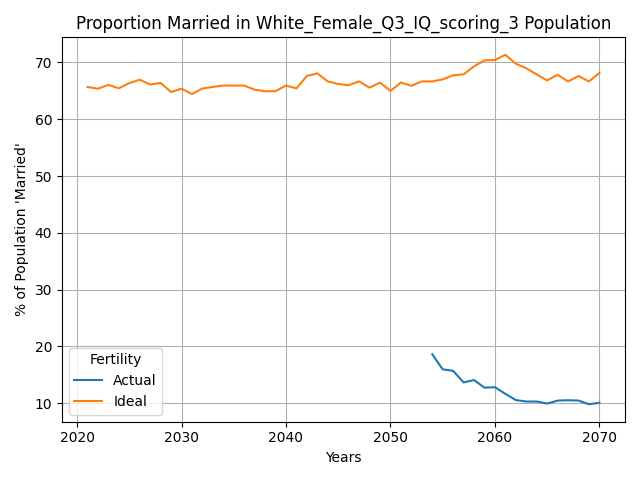 Proportion Married in White_Female_Q3_IQ_scoring_3 Population
% of Population 'Married'
70
60
50
40
30
20
10
Fertility
Actual
Ideal
2020 2030 2040 2050 2060 2070
Years